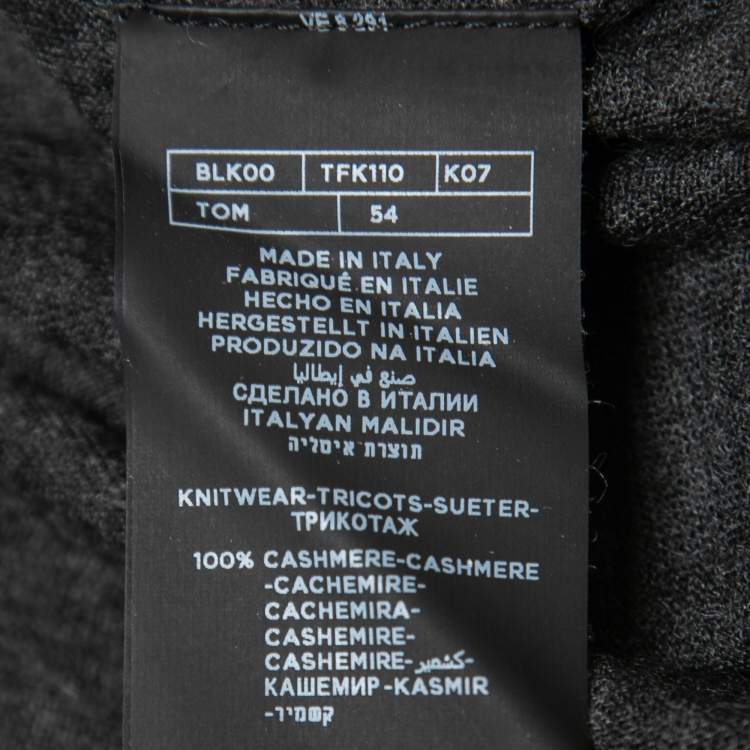 BLK00 TFK110 K07
TOM 54
MADE IN ITALY
FABRIQUÉ EN ITALIE
HECHO EN ITALIA
HERGESTELLT IN ITALIEN
PRODUZIDO NA ITALIA
صنع في إيطاليا
СДЕЛАНО В ИТАЛИИ
ITALYAN MALIDIR
תוצרת איטליה
KNITWEAR-TRICOTS-SUETER-
ТРИКОТАЖ
100% CASHMERE-CASHMERE
-CACHEMIRE-
CACHEMIRA-
CASHEMIRE-
CASHEMIRE-كشمير-
КАШЕМИР-KASMIR
-קשמיר